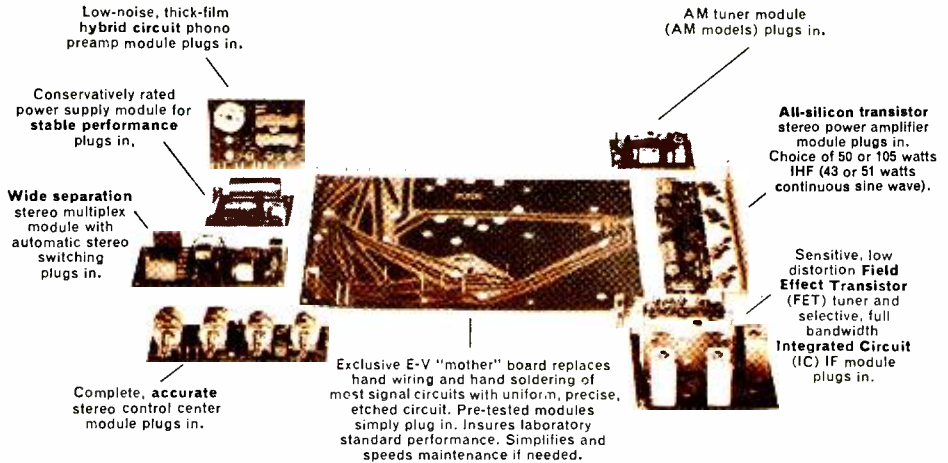 Low-noise, thick-film
hybrid circuit phono
preamp module plugs in.
Conservatively rated
power supply module for
stable performance
plugs in,
Wide separation
stereo multiplex
module with
automatic stereo
switching
plugs in.
Complete, accurate
stereo control center
module plugs in.
Exclusive E-V "mother" board replaces
hand wiring and hand soldering of
most signal circuits with uniform, precise,
etched circuit. Pre-tested modules
simply plug in. Insures laboratory
standard performance. Simplifies and
speeds maintenance if needed.
AM tuner module
(AM models) plugs in.
All-silicon transistor
stereo power amplifier
module plugs in.
Choice of 50 or 105 watts
IHF (43 or 51 watts
continuous sine wave).
Sensitive, low
distortion Field
Effect Transistor
(FET) tuner and
selective, full
bandwidth
Integrated Circuit
(IC) IF module
plugs in.